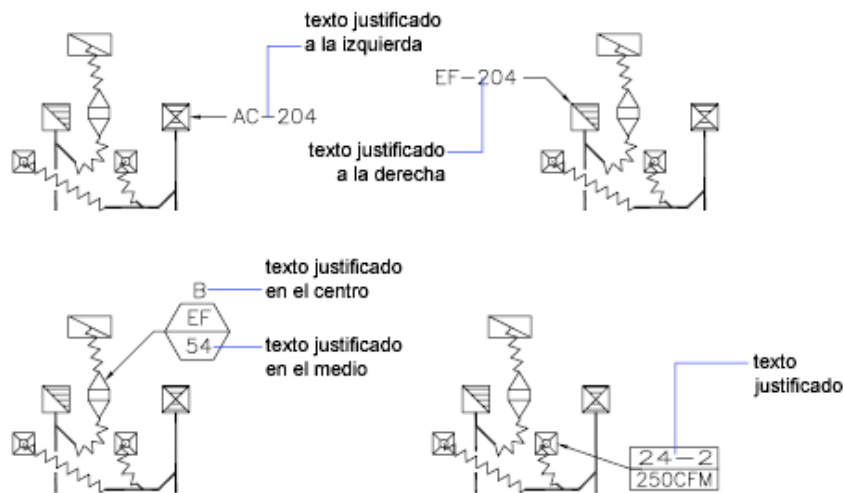 texto justificado
a la izquierda
AC-204
EF-204
texto justificado
a la derecha
texto justificado
en el centro
B
EF
54
texto justificado
en el medio
texto
justificado
24-2
250CFM